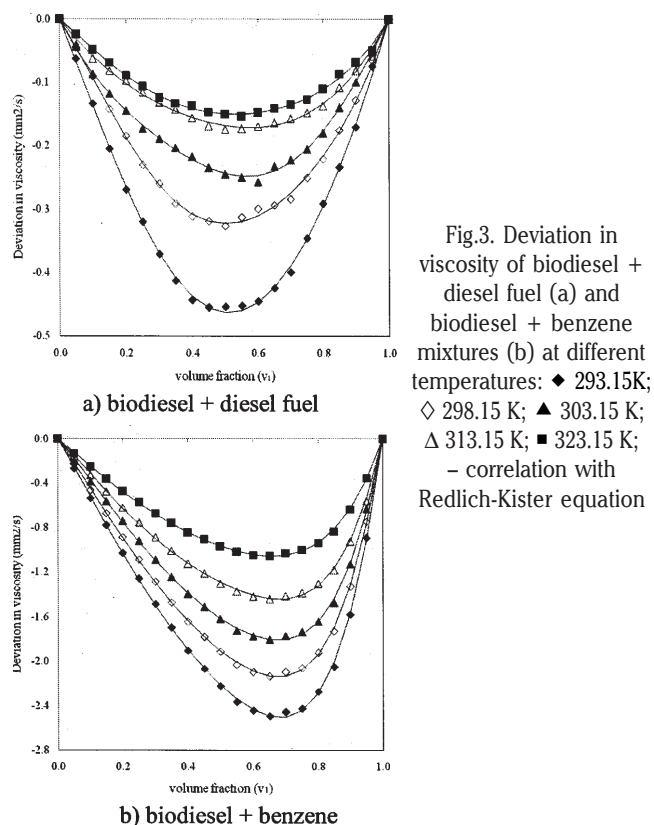 0.0
-0.1
-0.2
-0.3
-0.4
-0.5
Deviation in viscosity (mm2/s)
0.0 0.2 0.4 0.6 0.8 1.0
volume fraction (v₁)
a) biodiesel + diesel fuel
0.0
-0.4
-0.8
-1.2
-1.6
-2.0
-2.4
-2.8
Deviation in viscosity (mm2/s)
0.0 0.2 0.4 0.6 0.8 1.0
volume fraction (v₁)
b) biodiesel + benzene
Fig.3. Deviation in
viscosity of biodiesel +
diesel fuel (a) and
biodiesel + benzene
mixtures (b) at different
temperatures: ◆ 293.15K;
◇ 298.15 K; ▲ 303.15 K;
Δ 313.15 K; ■ 323.15 K;
– correlation with
Redlich-Kister equation